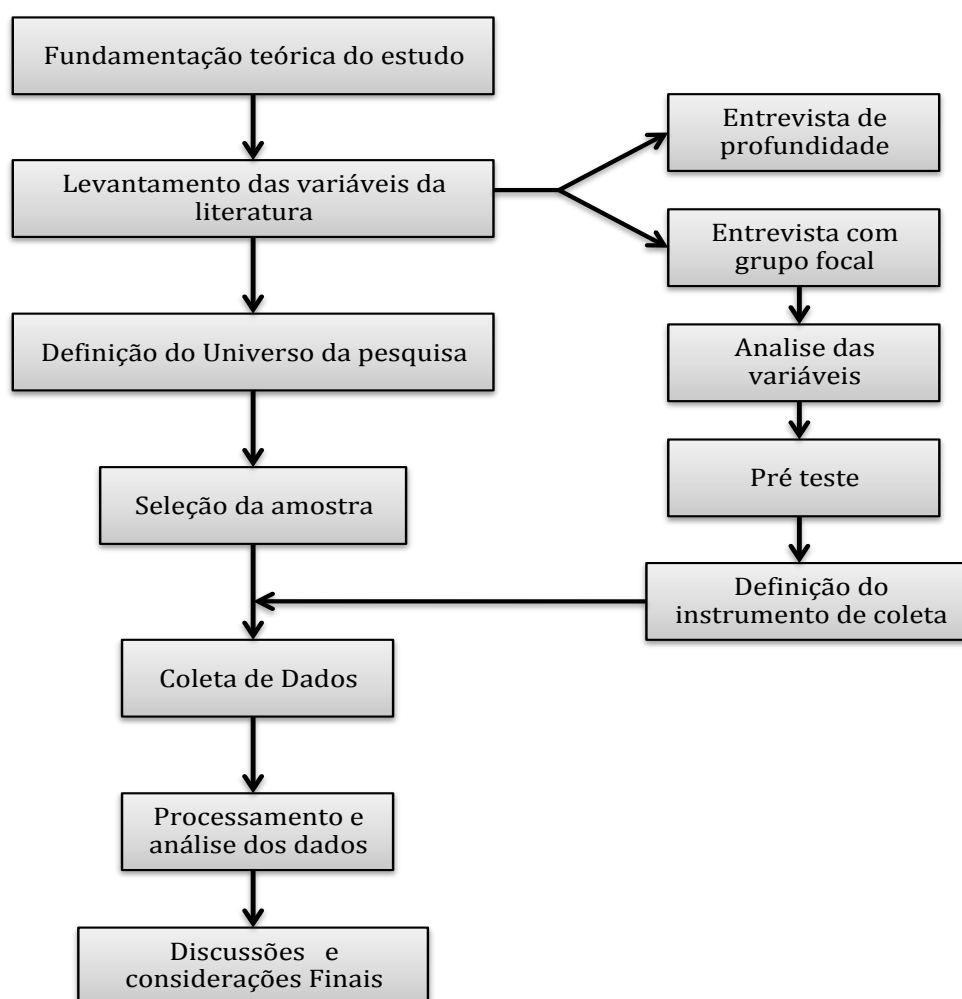 Fundamentação teórica do estudo
Levantamento das variáveis da
literatura
Definição do Universo da pesquisa
Seleção da amostra
Entrevista de
profundidade
Entrevista com
grupo focal
Analise das
variáveis
Pré teste
Definição do
instrumento de coleta
Coleta de Dados
Processamento e
análise dos dados
Discussões e
considerações Finais